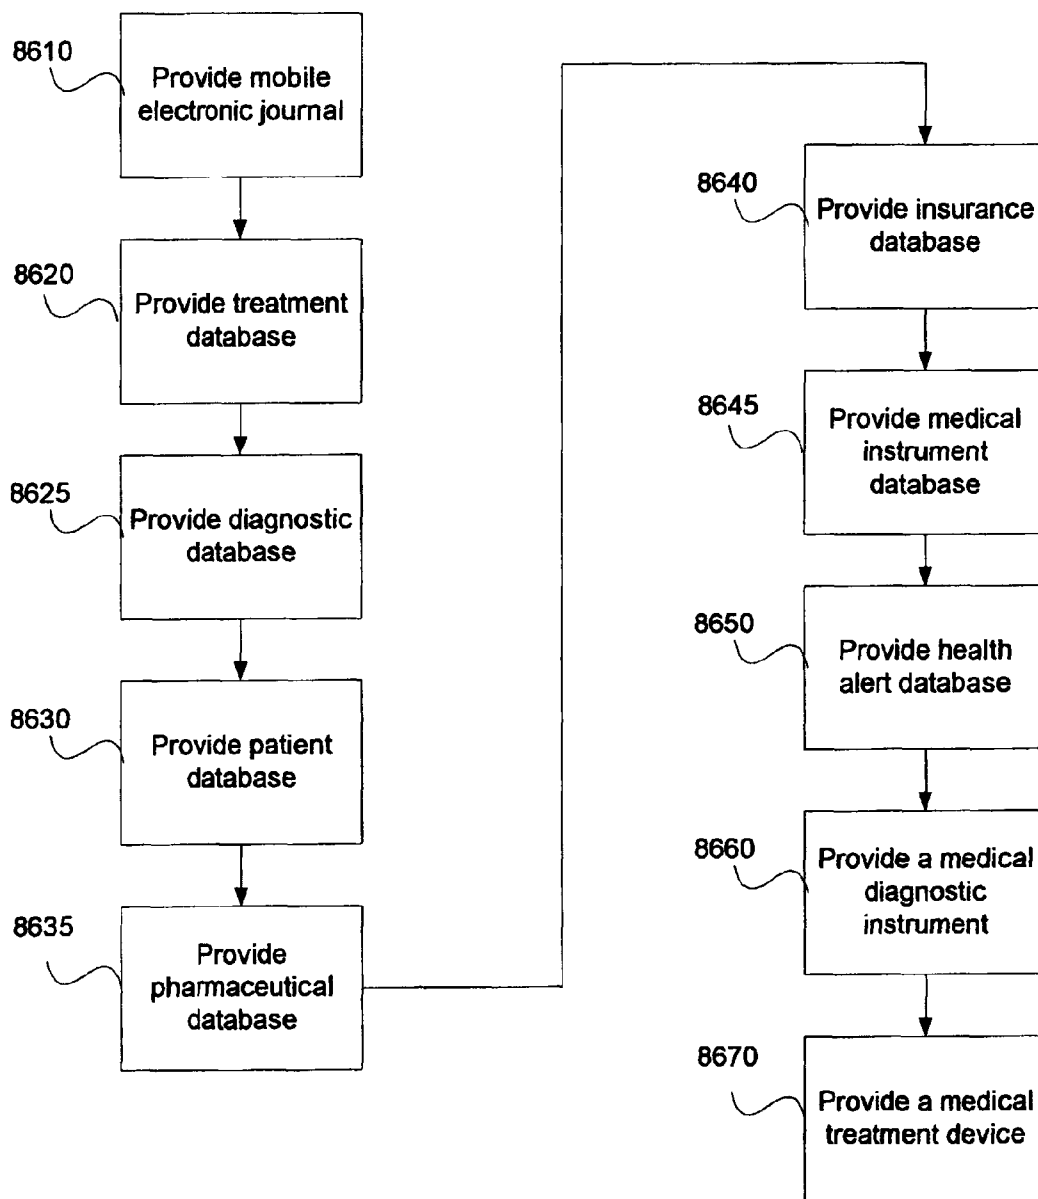 8610
Provide mobile
electronic journal
8620
Provide treatment
database
8625
Provide diagnostic
database
8630
Provide patient
database
8635
Provide
pharmaceutical
database
8640
Provide insurance
database
8645
Provide medical
instrument
database
8650
Provide health
alert database
8660
Provide a medical
diagnostic
instrument
8670
Provide a medical
treatment device